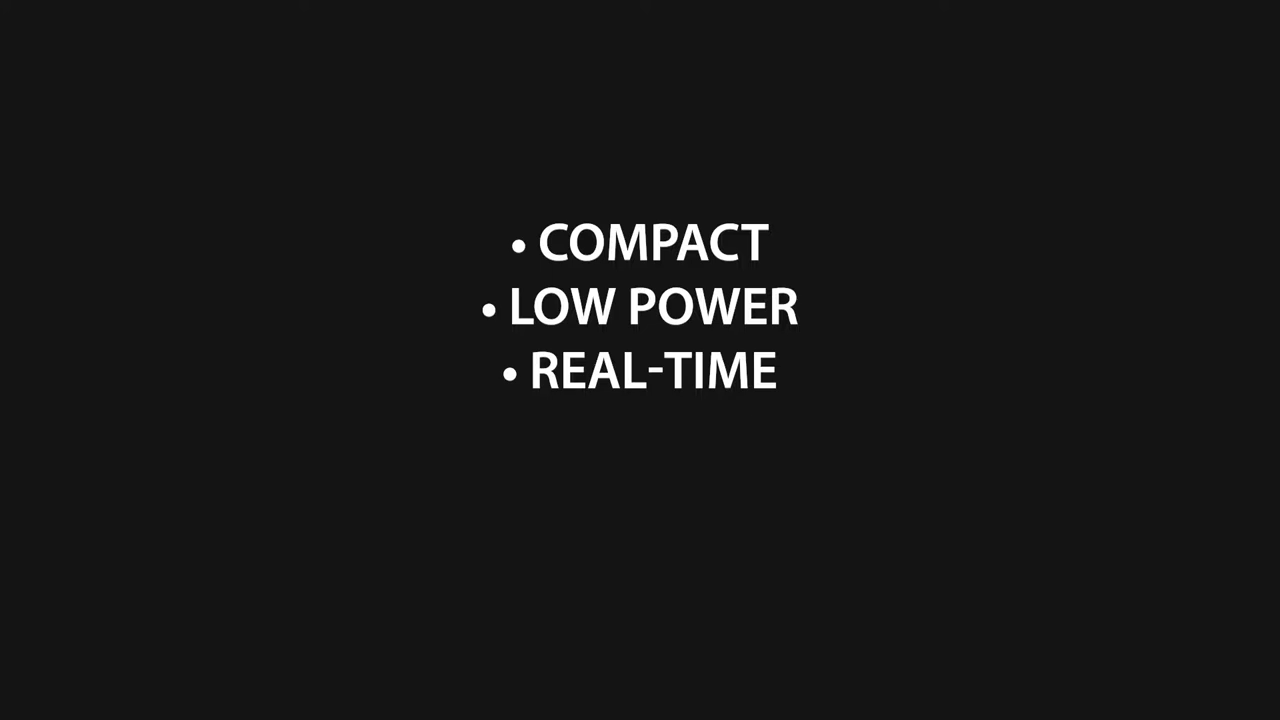 • COMPACT
• LOW POWER
• REAL-TIME